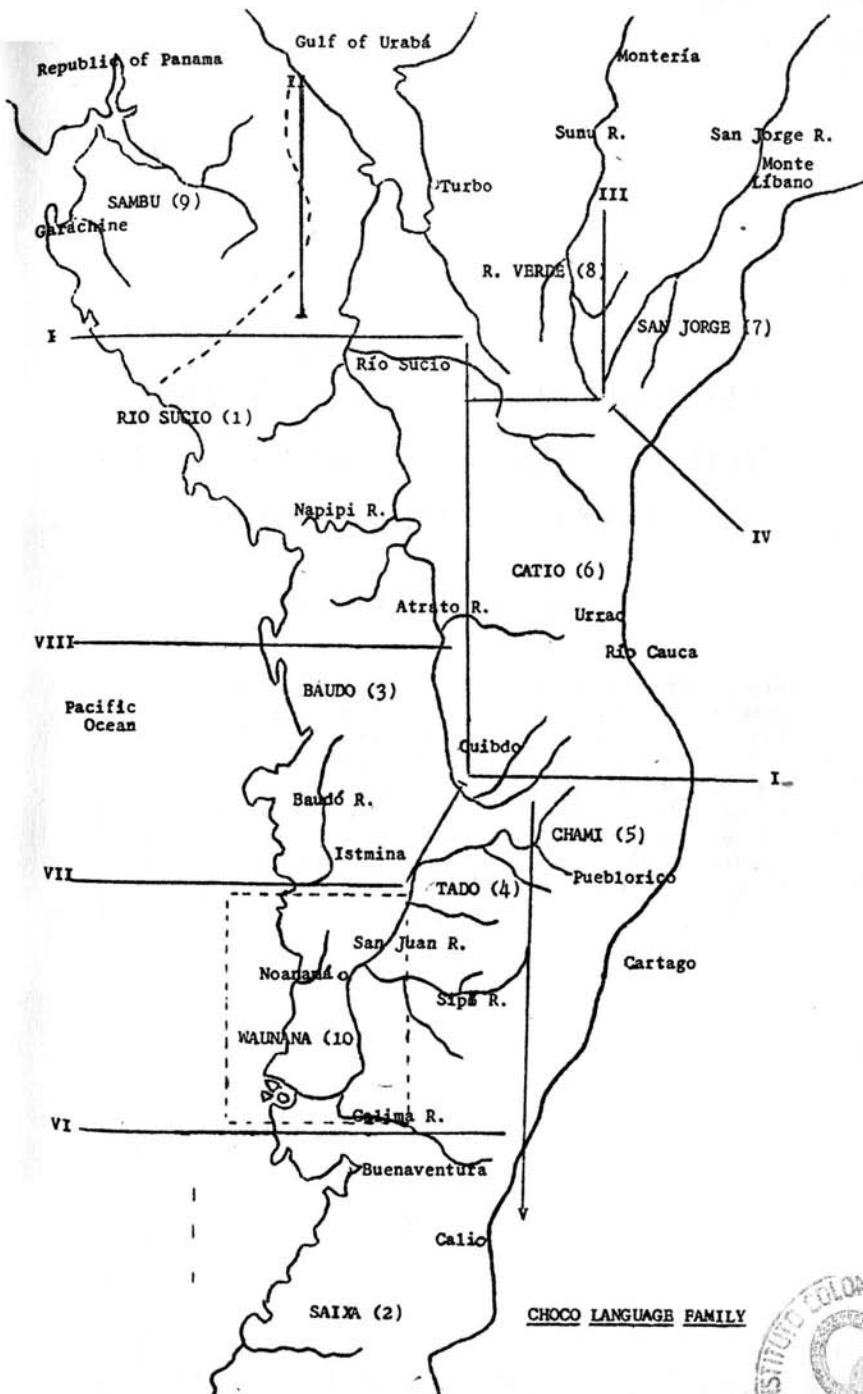 Gulf of Urabá
Republic of Panama
Montería
II
Sunu R.
San Jorge R.
Monte
Líbano
Turbo
III
SAMBU (9)
Garachine
R. VERDE (8)
SAN JORGE (7)
I
Río Sucio
RIO SUCIO (1)
Napipi R.
IV
CATIO (6)
Atrato R.
Urrao
VIII
Río Cauca
BAUDO (3)
Pacific
Ocean
Quibdo
I
Baudó R.
CHAMI (5)
Istmina
VII
TADO (4)
Pueblorico
San Juan R.
Cartago
Noanamá
Sipí R.
WAUNANA (10
Calima R.
VI
Buenaventura
V
Calio
SAIXA (2)
CHOCO LANGUAGE FAMILY